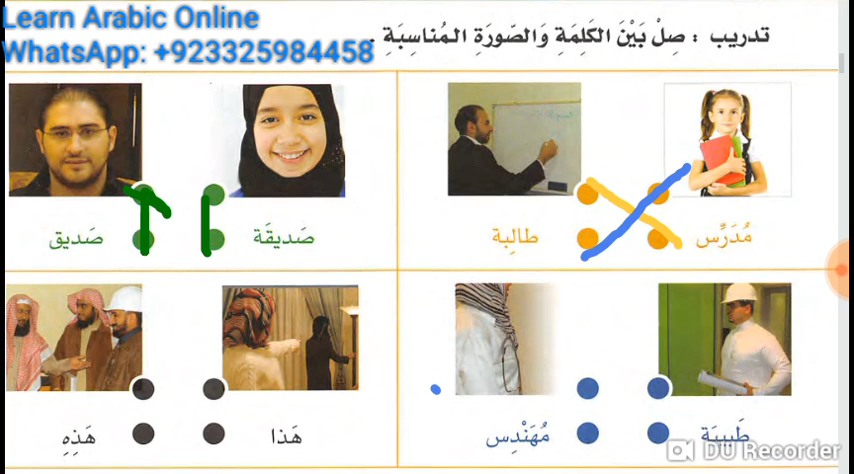 Learn Arabic Online
WhatsApp: +923325984458
تدريب : صِلْ بَيْنَ الكَلِمَةِ وَالصّورَةِ المُناسِبَةِ .
مُدَرِّس
طالِبة
صَديقَة
صَديق
طَبيبَة
مُهَنْدِس
هَذا
هَذِهِ
DU Recorder